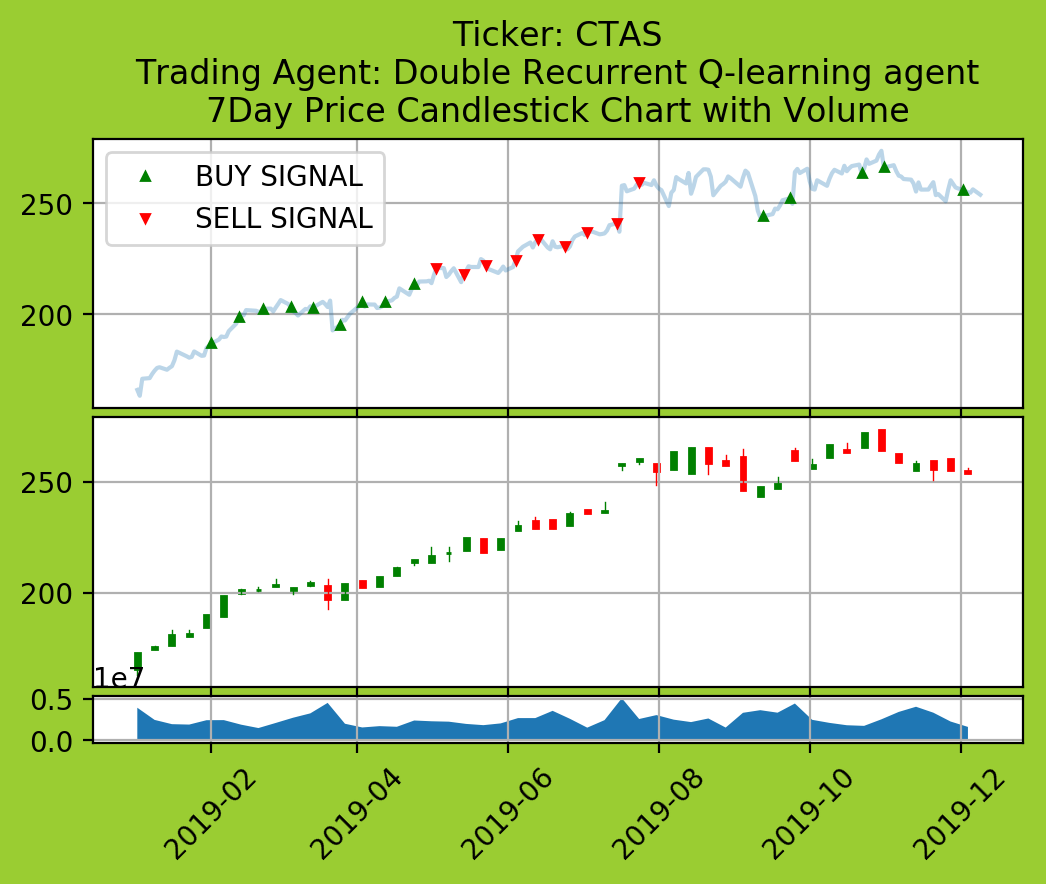 Ticker: CTAS
Trading Agent: Double Recurrent Q-learning agent
7Day Price Candlestick Chart with Volume
BUY SIGNAL
SELL SIGNAL
250
200
250
200
1e7
0.5
0.0
2019-02
2019-04
2019-06
2019-08
2019-10
2019-12